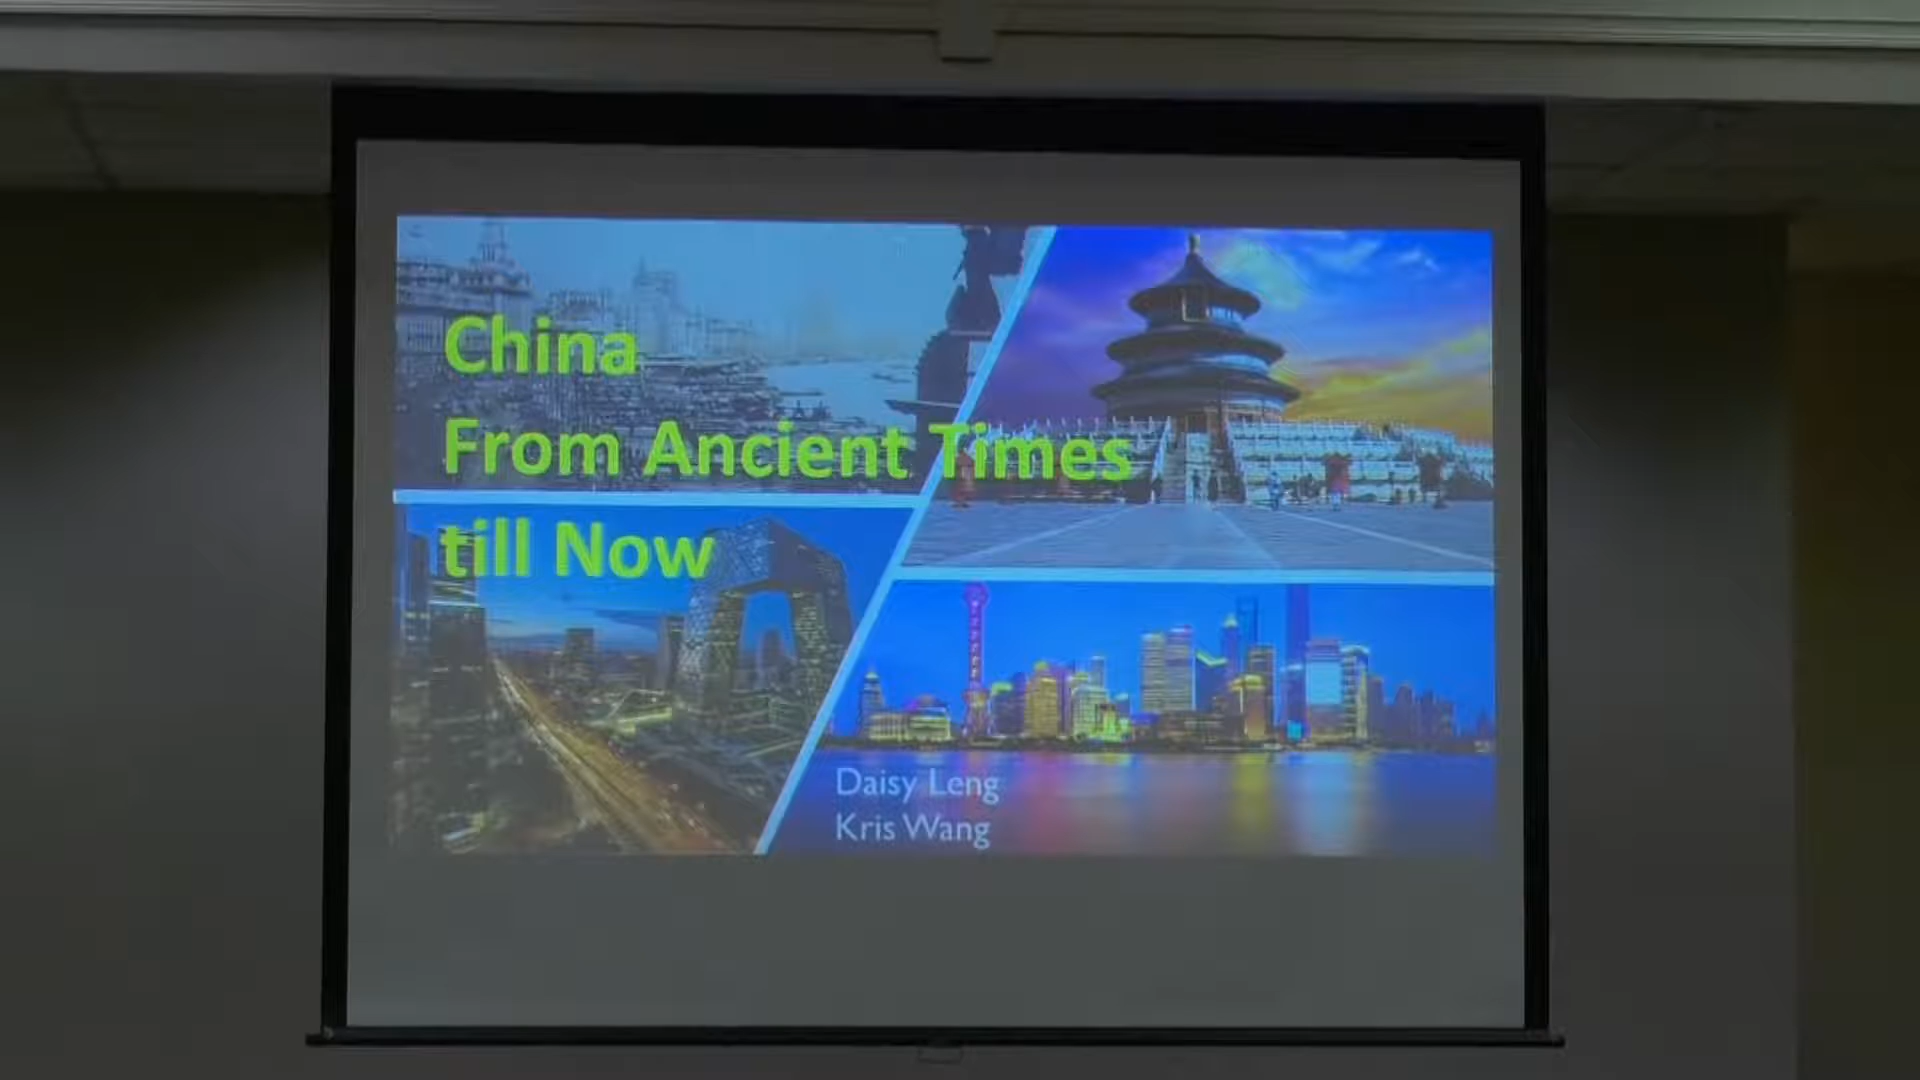 China
From Ancient Times
till Now
Daisy Leng
Kris Wang